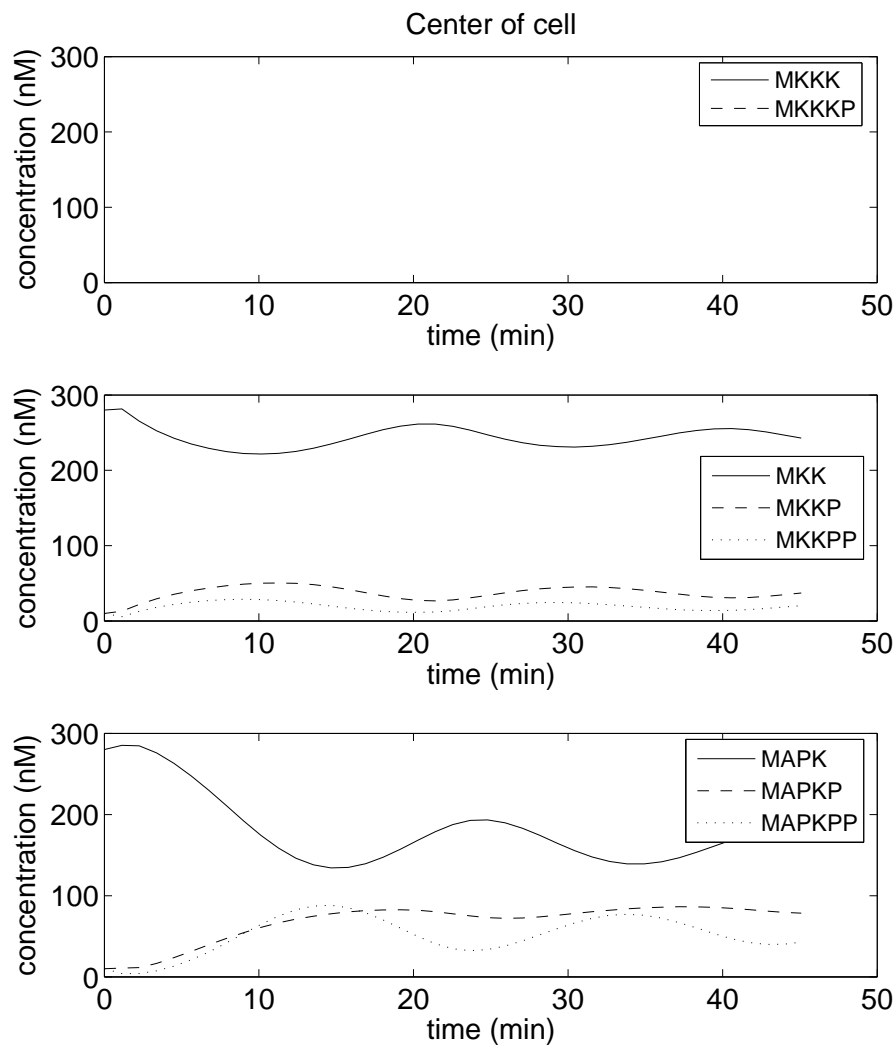 Center of cell
concentration (nM)
300
200
100
0
0 10 20 30 40 50
time (min)
MKKK
MKKKP
concentration (nM)
300
200
100
0
0 10 20 30 40 50
time (min)
MKK
MKKP
MKKPP
concentration (nM)
300
200
100
0
0 10 20 30 40 50
time (min)
MAPK
MAPKP
MAPKPP